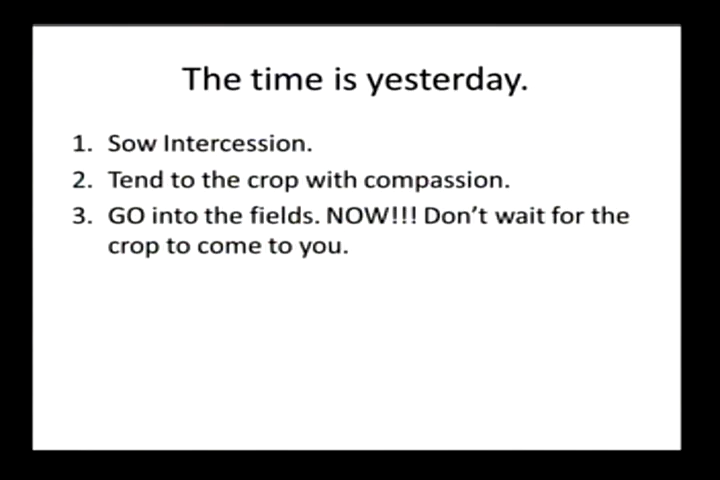 The time is yesterday.
1. Sow Intercession.
2. Tend to the crop with compassion.
3. GO into the fields. NOW!!! Don’t wait for the
crop to come to you.